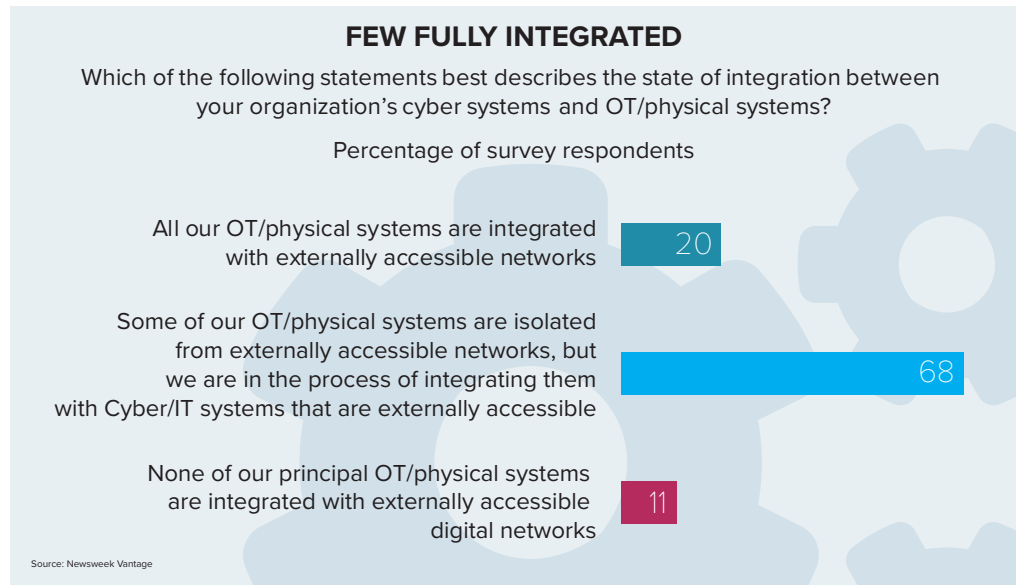 FEW FULLY INTEGRATED
Which of the following statements best describes the state of integration between
your organization’s cyber systems and OT/physical systems?
Percentage of survey respondents
All our OT/physical systems are integrated
with externally accessible networks
20
Some of our OT/physical systems are isolated
from externally accessible networks, but
we are in the process of integrating them
with Cyber/IT systems that are externally accessible
68
None of our principal OT/physical systems
are integrated with externally accessible
digital networks
11
Source: Newsweek Vantage